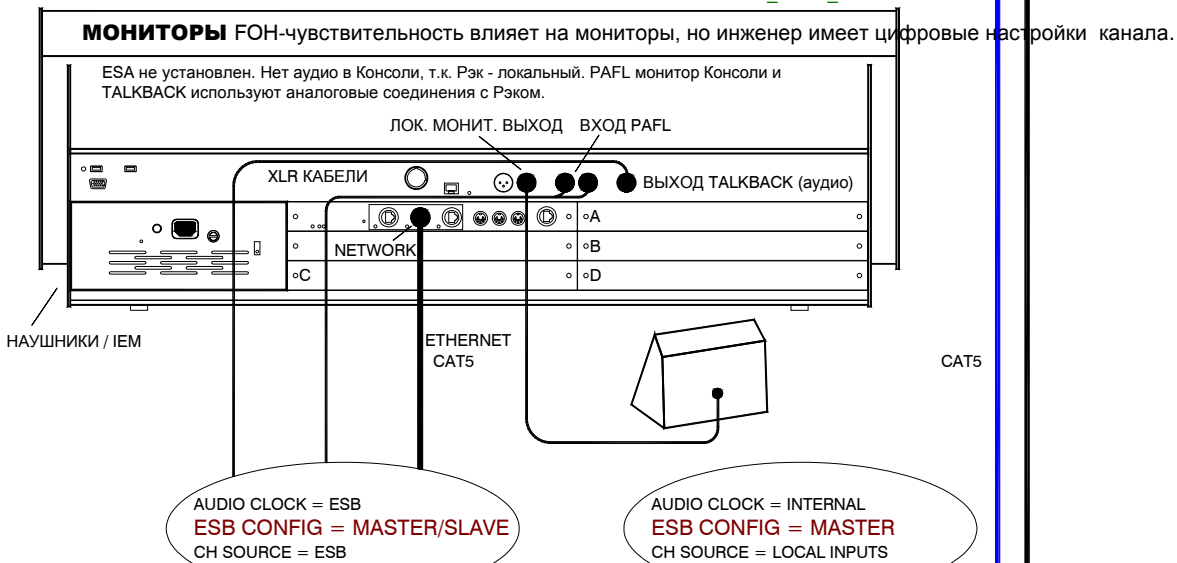 МОНИТОРЫ FOH-чувствительность влияет на мониторы, но инженер имеет цифровые настройки канала.
ESA не установлен. Нет аудио в Консоли, т.к. Рэк - локальный. PAFL монитор Консоли и
TALKBACK используют аналоговые соединения с Рэком.
ЛОК. МОНИТ. ВЫХОД ВХОД PAFL
XLR КАБЕЛИ
ВЫХОД TALKBACK (аудио)
A
NETWORK
B
C
D
НАУШНИКИ / IEM
ETHERNET
CAT5
CAT5
AUDIO CLOCK = ESB
ESB CONFIG = MASTER/SLAVE
CH SOURCE = ESB
AUDIO CLOCK = INTERNAL
ESB CONFIG = MASTER
CH SOURCE = LOCAL INPUTS